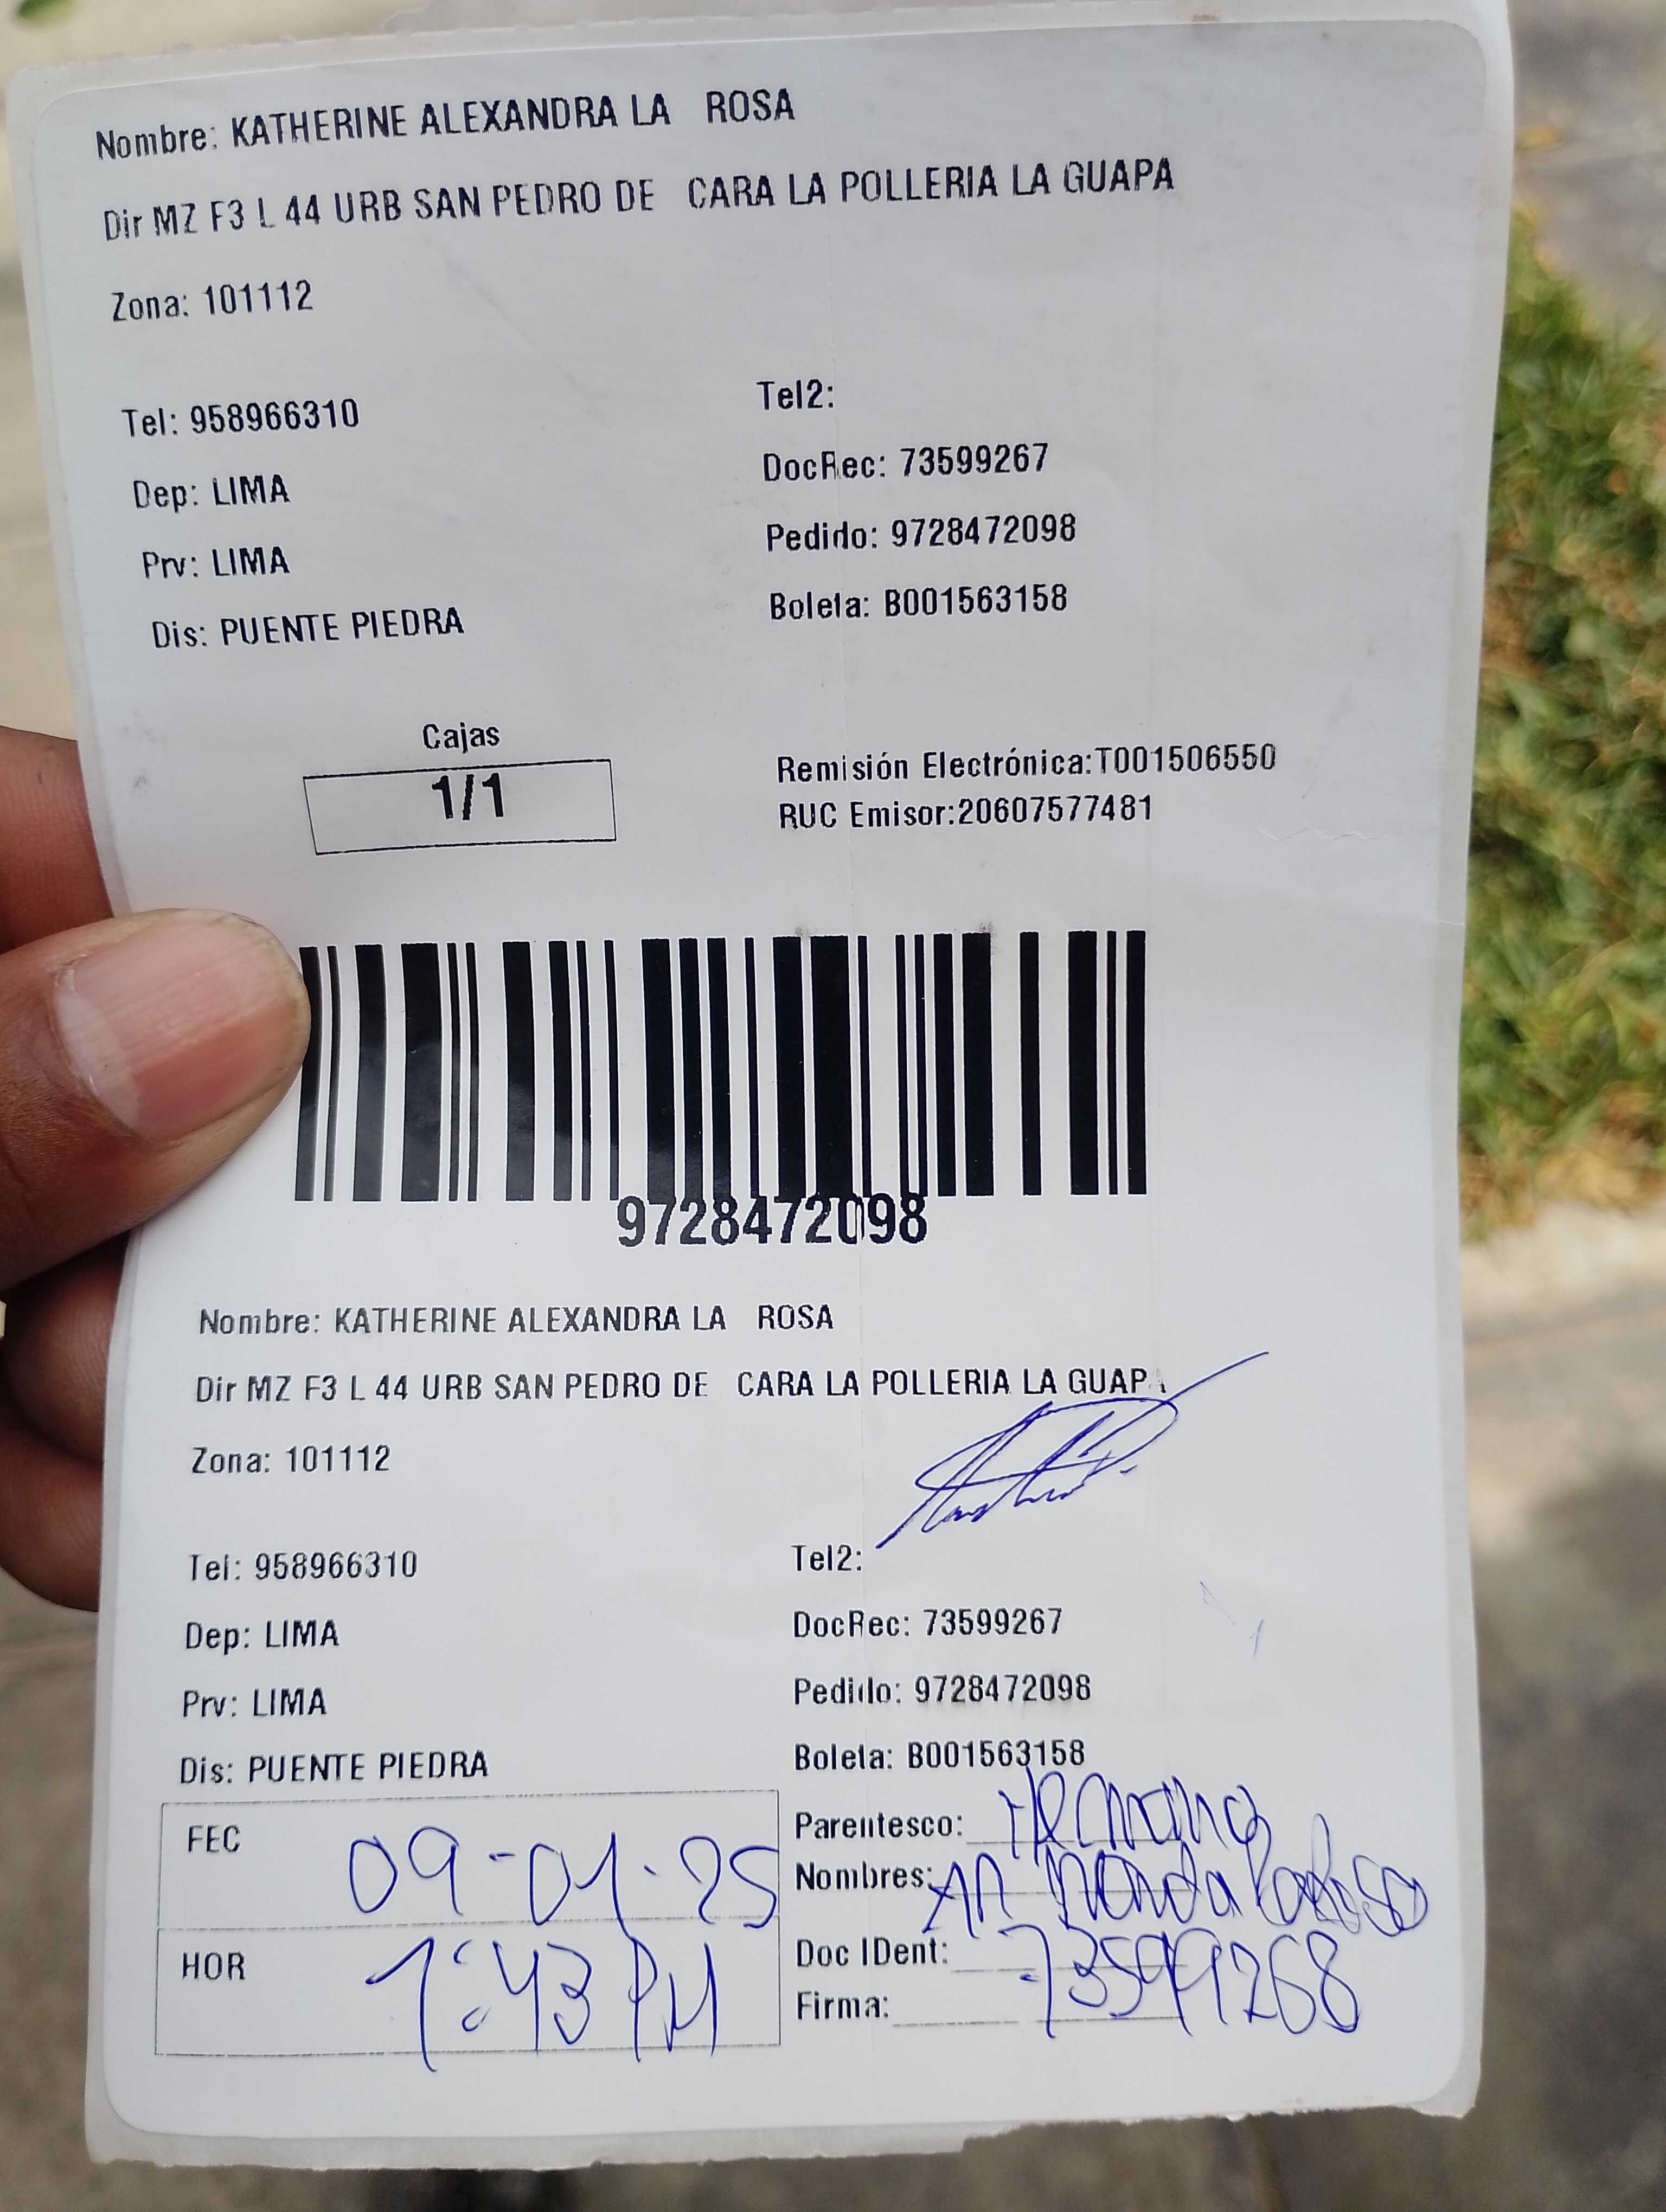 Nombre: KATHERINE ALEXANDRA LA ROSA
Dir MZ F3 L 44 URB SAN PEDRO DE CARA LA POLLERIA LA GUAPA
Zona: 101112
Tel: 958966310
Tel2:
DocRec: 73599267
Dep: LIMA
Pedido: 9728472098
Prv: LIMA
Boleta: B001563158
Dis: PUENTE PIEDRA
Cajas
1/1
Remisión Electrónica:T001506550
RUC Emisor:20607577481
9728472098
Nombre: KATHERINE ALEXANDRA LA ROSA
Dir MZ F3 L 44 URB SAN PEDRO DE CARA LA POLLERIA LA GUAP
Zona: 101112
Tel: 958966310
Tel2:
DocRec: 73599267
Dep: LIMA
Pedido: 9728472098
Prv: LIMA
Boleta: B001563158
Dis: PUENTE PIEDRA
FEC 09-01-25
Parentesco: Hermana
Nombres:
HOR 1:43 PM
Doc IDent: 73599268
Firma: